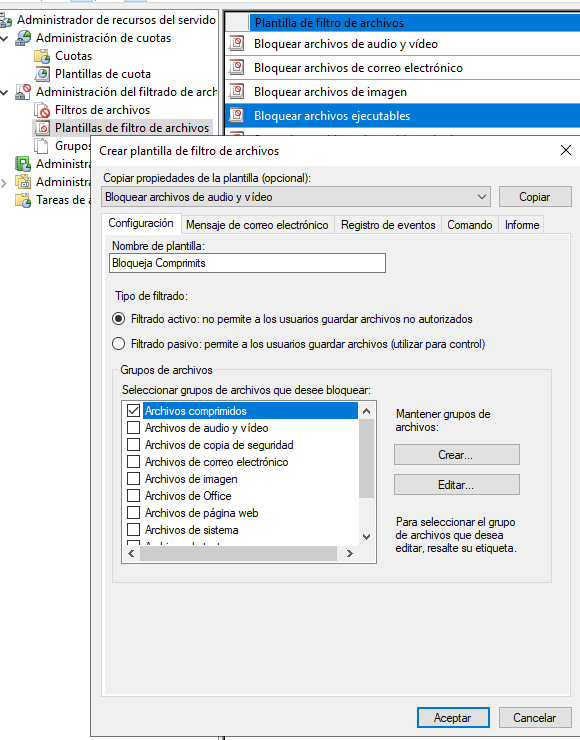 Administrador de recursos del servido
Administración de cuotas
Cuotas
Plantillas de cuota
Administración del filtrado de arch
Filtros de archivos
Plantillas de filtro de archivos
Grupos
Administra
Administra
Tareas de a
Plantilla de filtro de archivos
Bloquear archivos de audio y vídeo
Bloquear archivos de correo electrónico
Bloquear archivos de imagen
Bloquear archivos ejecutables
Crear plantilla de filtro de archivos
Copiar propiedades de la plantilla (opcional):
Bloquear archivos de audio y vídeo
Copiar
Configuración
Mensaje de correo electrónico
Registro de eventos
Comando
Informe
Nombre de plantilla:
Bloqueja Comprimits
Tipo de filtrado:
Filtrado activo: no permite a los usuarios guardar archivos no autorizados
Filtrado pasivo: permite a los usuarios guardar archivos (utilizar para control)
Grupos de archivos
Seleccionar grupos de archivos que desee bloquear:
Archivos comprimidos
Archivos de audio y vídeo
Archivos de copia de seguridad
Archivos de correo electrónico
Archivos de imagen
Archivos de Office
Archivos de página web
Archivos de sistema
Mantener grupos de
archivos:
Crear...
Editar...
Para seleccionar el grupo
de archivos que desea
editar, resalte su etiqueta.
Aceptar
Cancelar